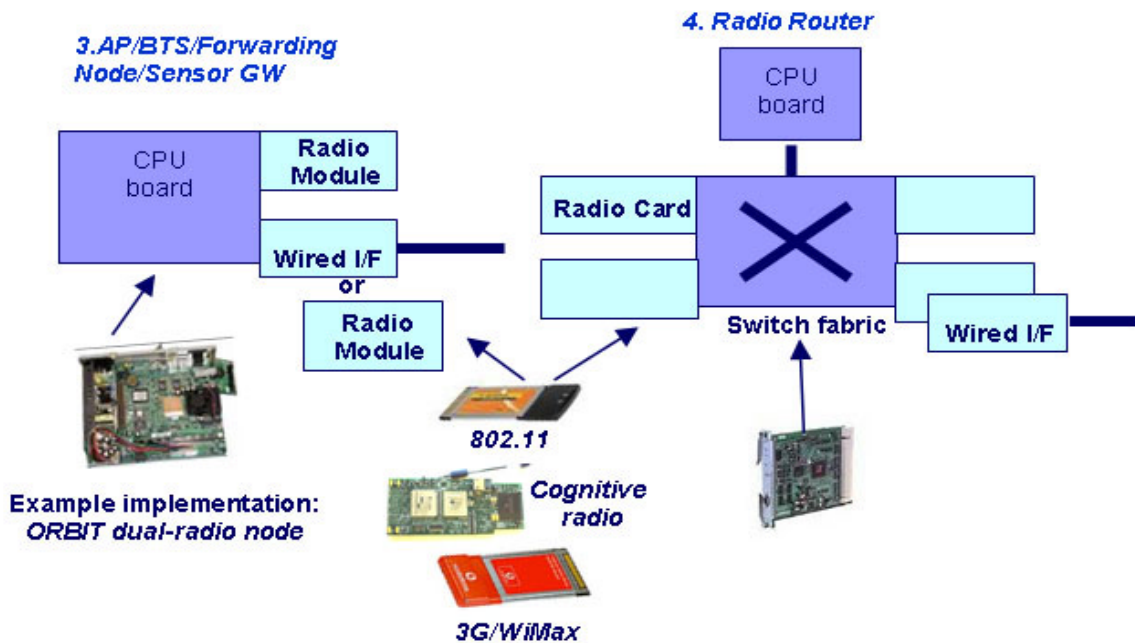 3.AP/BTS/Forwarding
Node/Sensor GW
CPU
board
Radio
Module
Wired I/F
or
Radio
Module
4. Radio Router
CPU
board
Radio Card
Switch fabric
Wired I/F
802.11
Cognitive
radio
3G/WiMax
Example implementation:
ORBIT dual-radio node